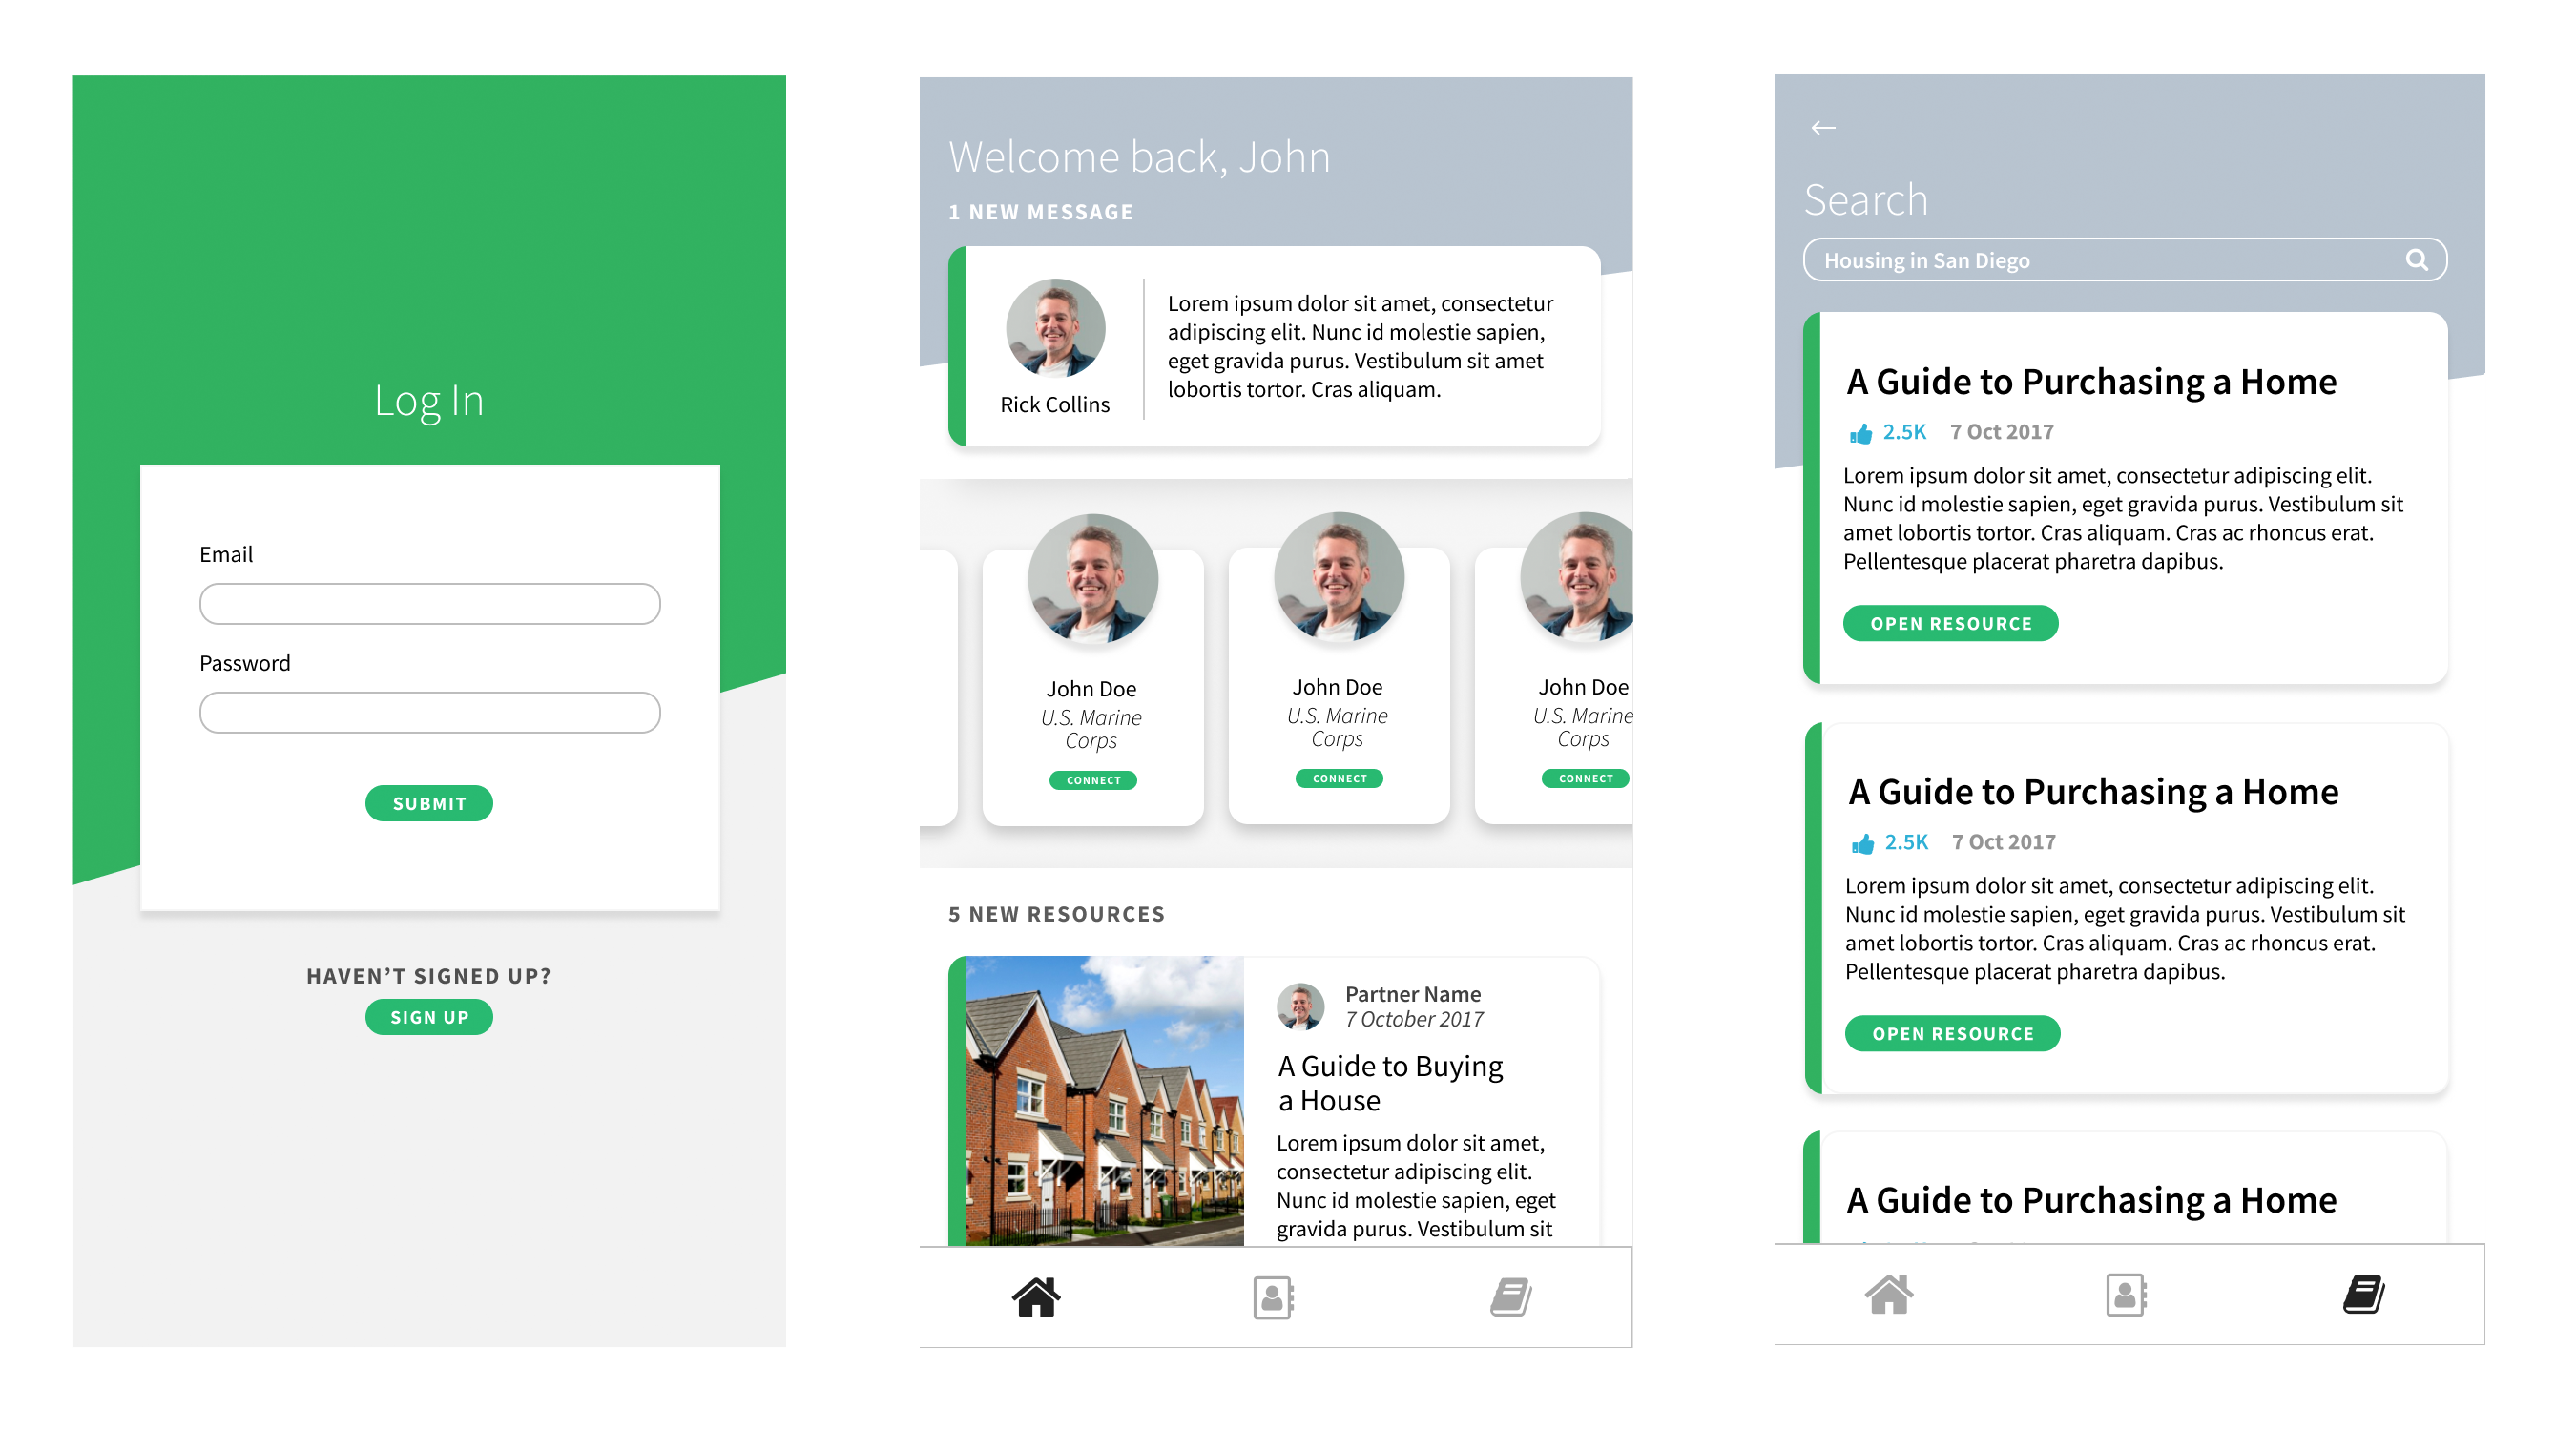 Log In
Email
Password
SUBMIT
HAVEN’T SIGNED UP?
SIGN UP
Welcome back, John
1 NEW MESSAGE
Rick Collins
Lorem ipsum dolor sit amet, consectetur
adipiscing elit. Nunc id molestie sapien,
eget gravida purus. Vestibulum sit amet
lobortis tortor. Cras aliquam.
John Doe
U.S. Marine
Corps
CONNECT
John Doe
U.S. Marine
Corps
CONNECT
John Doe
U.S. Marine
Corps
CONNECT
5 NEW RESOURCES
Partner Name
7 October 2017
A Guide to Buying
a House
Lorem ipsum dolor sit amet,
consectetur adipiscing elit.
Nunc id molestie sapien, eget
gravida purus. Vestibulum sit
Search
Housing in San Diego
A Guide to Purchasing a Home
2.5K 7 Oct 2017
Lorem ipsum dolor sit amet, consectetur adipiscing elit.
Nunc id molestie sapien, eget gravida purus. Vestibulum sit
amet lobortis tortor. Cras aliquam. Cras ac rhoncus erat.
Pellentesque placerat pharetra dapibus.
OPEN RESOURCE
A Guide to Purchasing a Home
2.5K 7 Oct 2017
Lorem ipsum dolor sit amet, consectetur adipiscing elit.
Nunc id molestie sapien, eget gravida purus. Vestibulum sit
amet lobortis tortor. Cras aliquam. Cras ac rhoncus erat.
Pellentesque placerat pharetra dapibus.
OPEN RESOURCE
A Guide to Purchasing a Home